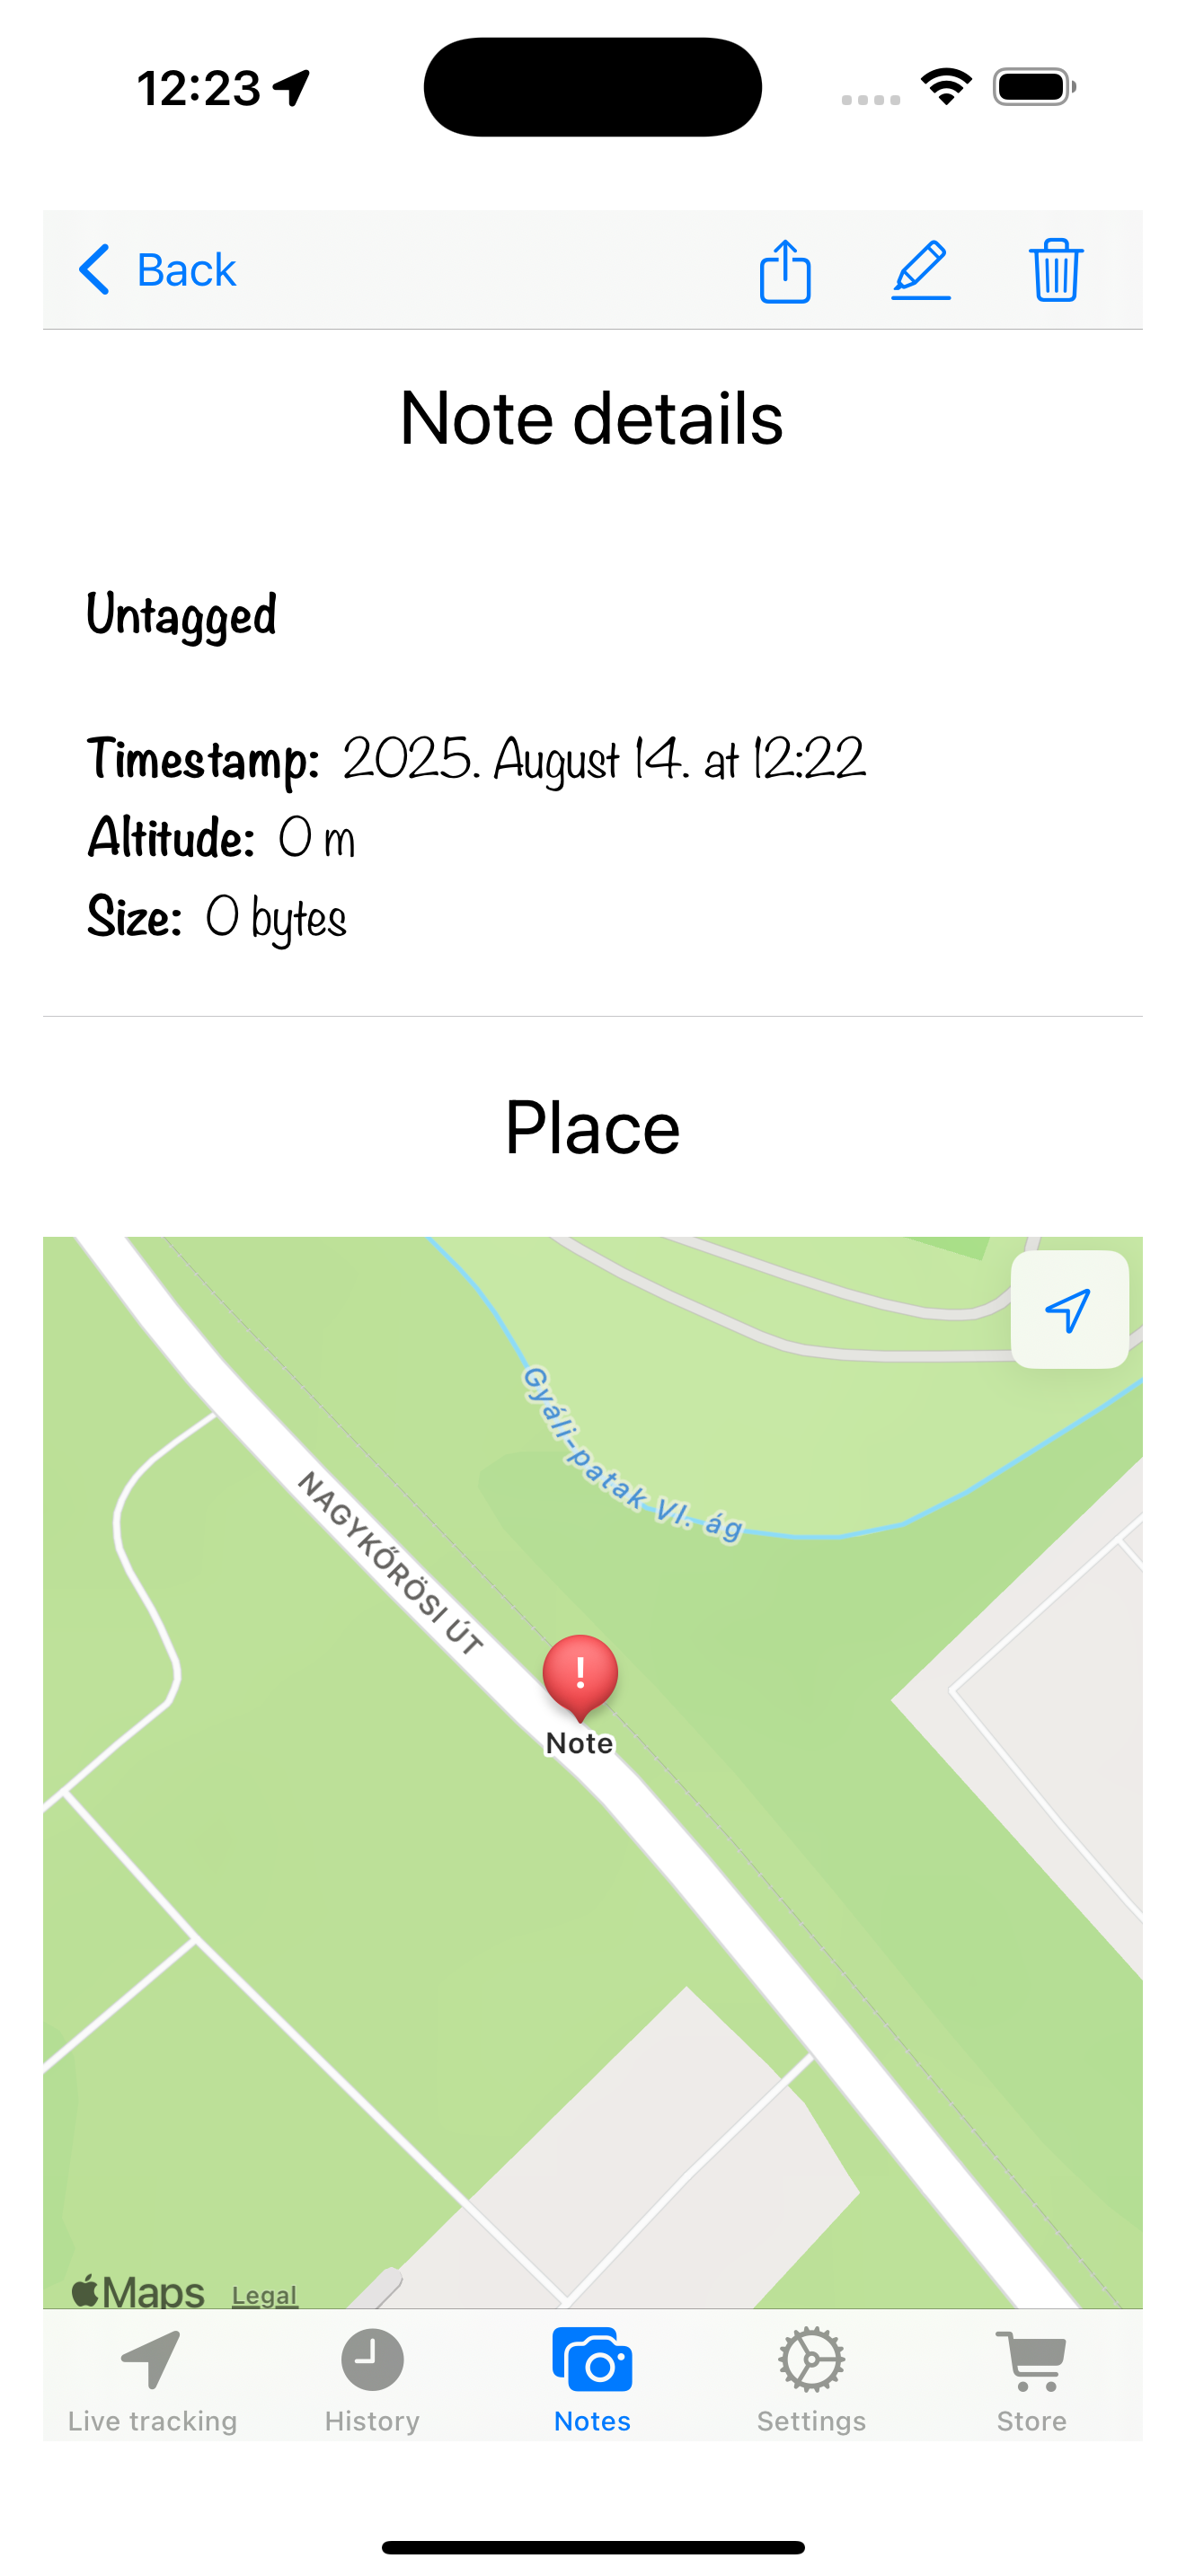 12:23
Back
Note details
Untagged
Timestamp: 2025. August 14. at 12:22
Altitude: 0 m
Size: 0 bytes
Place
Gyáli-patak VI. ág
NAGYKŐRÖSI ÚT
!
Note
Maps Legal
Live tracking History Notes Settings Store